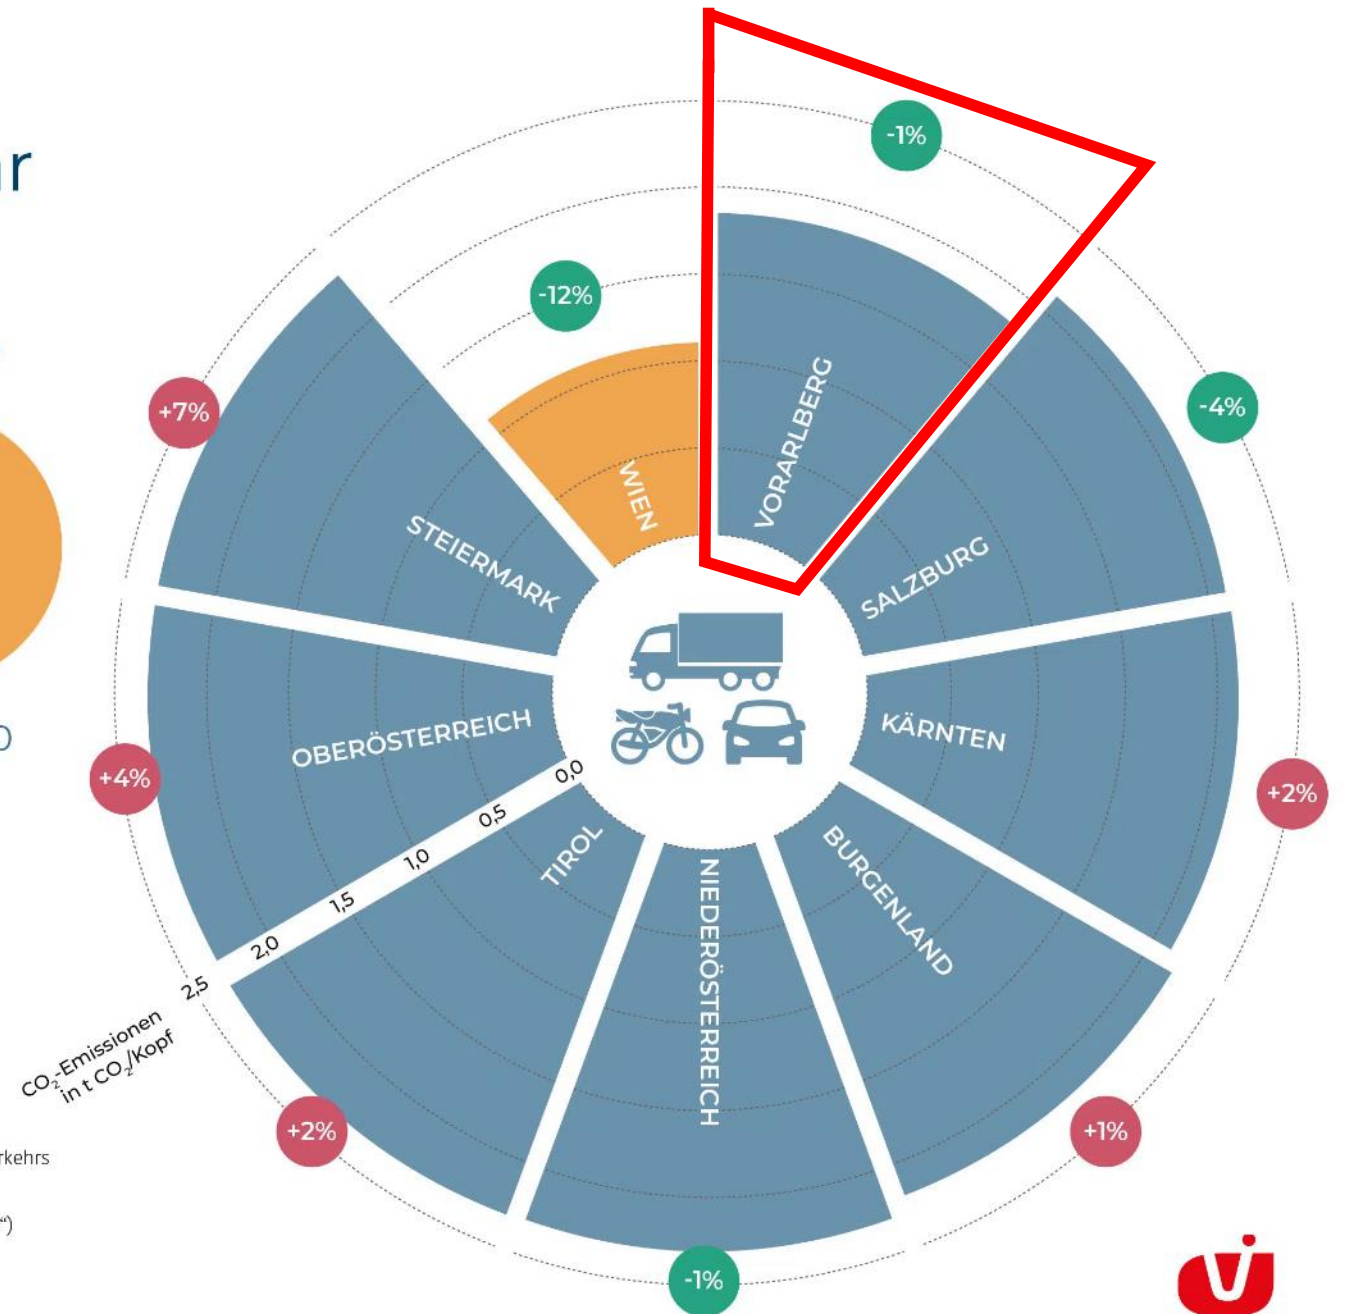 -1%
-12%
-4%
+7%
VORARLBERG
WIEN
STEIERMARK
SALZBURG
OBERÖSTERREICH
KÄRNTEN
0,0
0,5
1,0
1,5
2,0
2,5
+4%
+2%
TIROL
NIEDERÖSTERREICH
BURGENLAND
CO₂-Emissionen
in t CO₂/Kopf
+2%
+1%
-1%